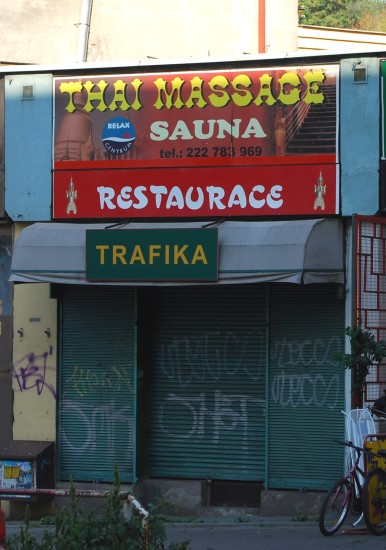 THAI MASSAGE
RELAX
CENTRUM
SAUNA
tel.: 222 783 969
RESTAURACE
TRAFIKA